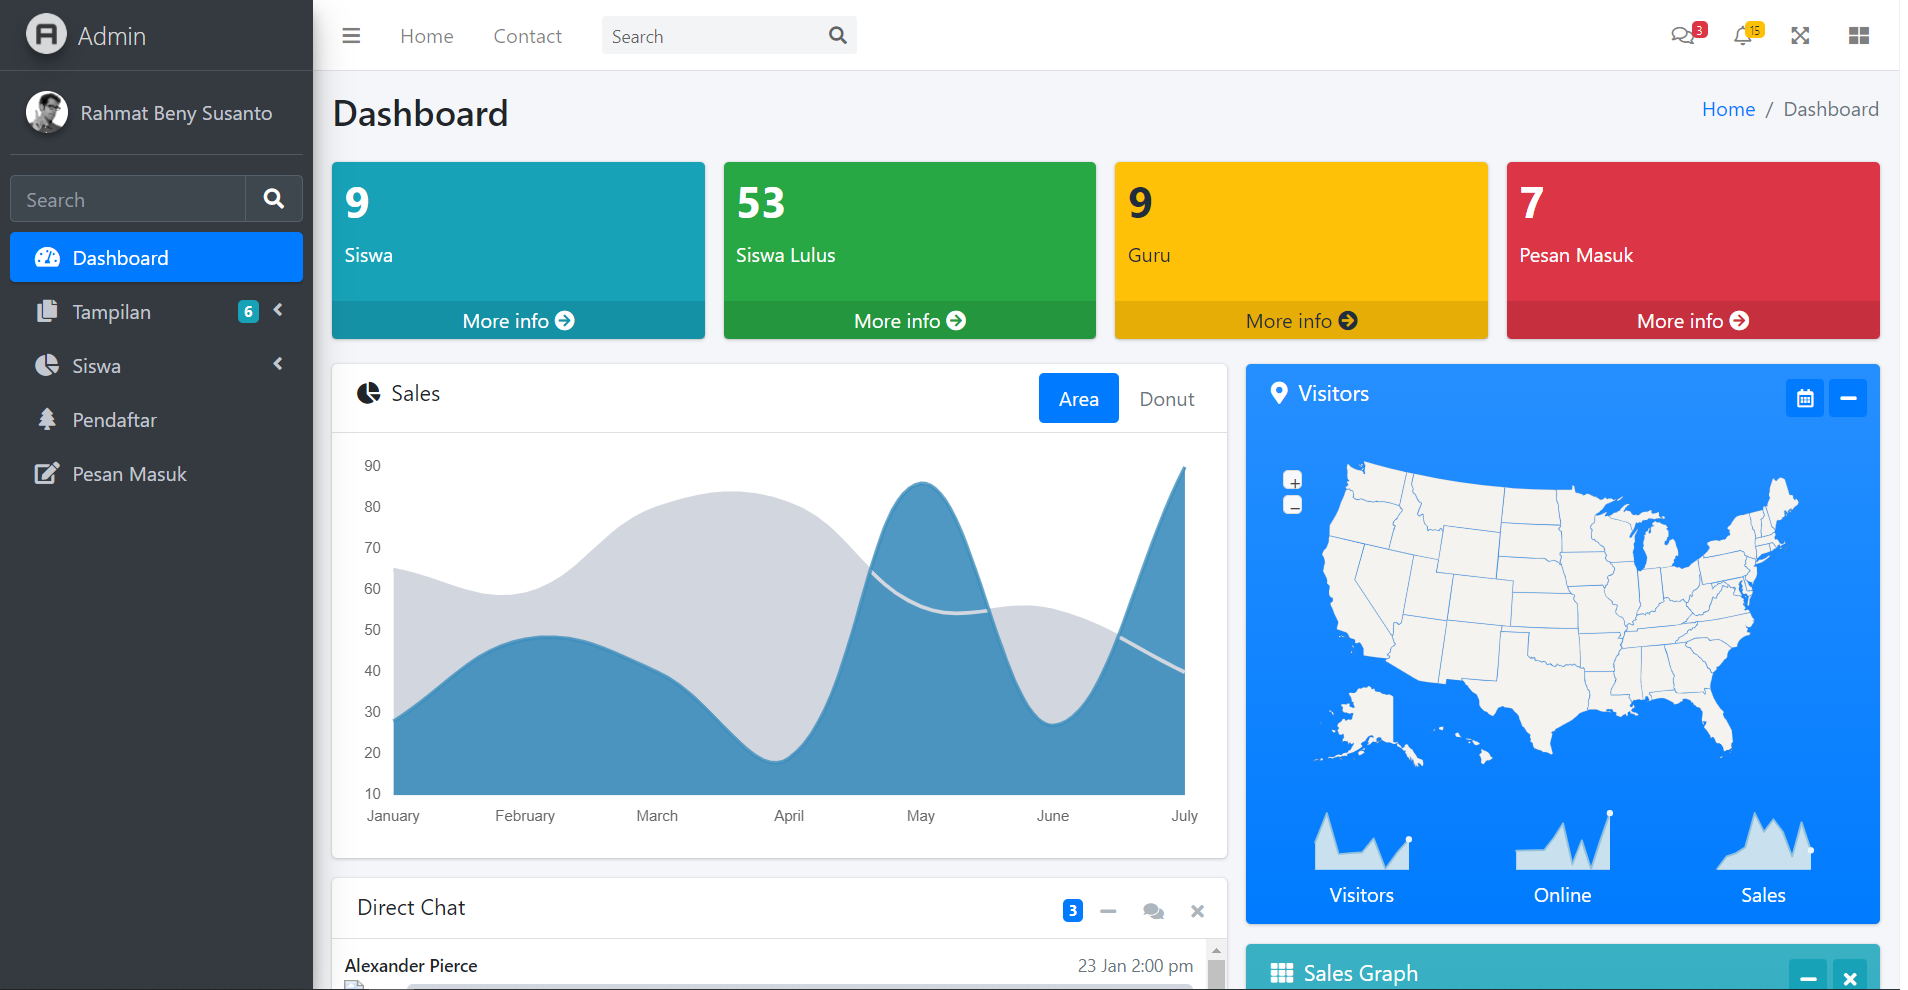 Admin
Home
Contact
Search
3
15
Rahmat Beny Susanto
Search
Dashboard
Tampilan
6
Siswa
Pendaftar
Pesan Masuk
Dashboard
Home / Dashboard
9
Siswa
More info
53
Siswa Lulus
More info
9
Guru
More info
7
Pesan Masuk
More info
Sales
Area
Donut
90
80
70
60
50
40
30
20
10
January
February
March
April
May
June
July
Visitors
+
−
Visitors
Online
Sales
Direct Chat
3
Alexander Pierce
23 Jan 2:00 pm
Sales Graph